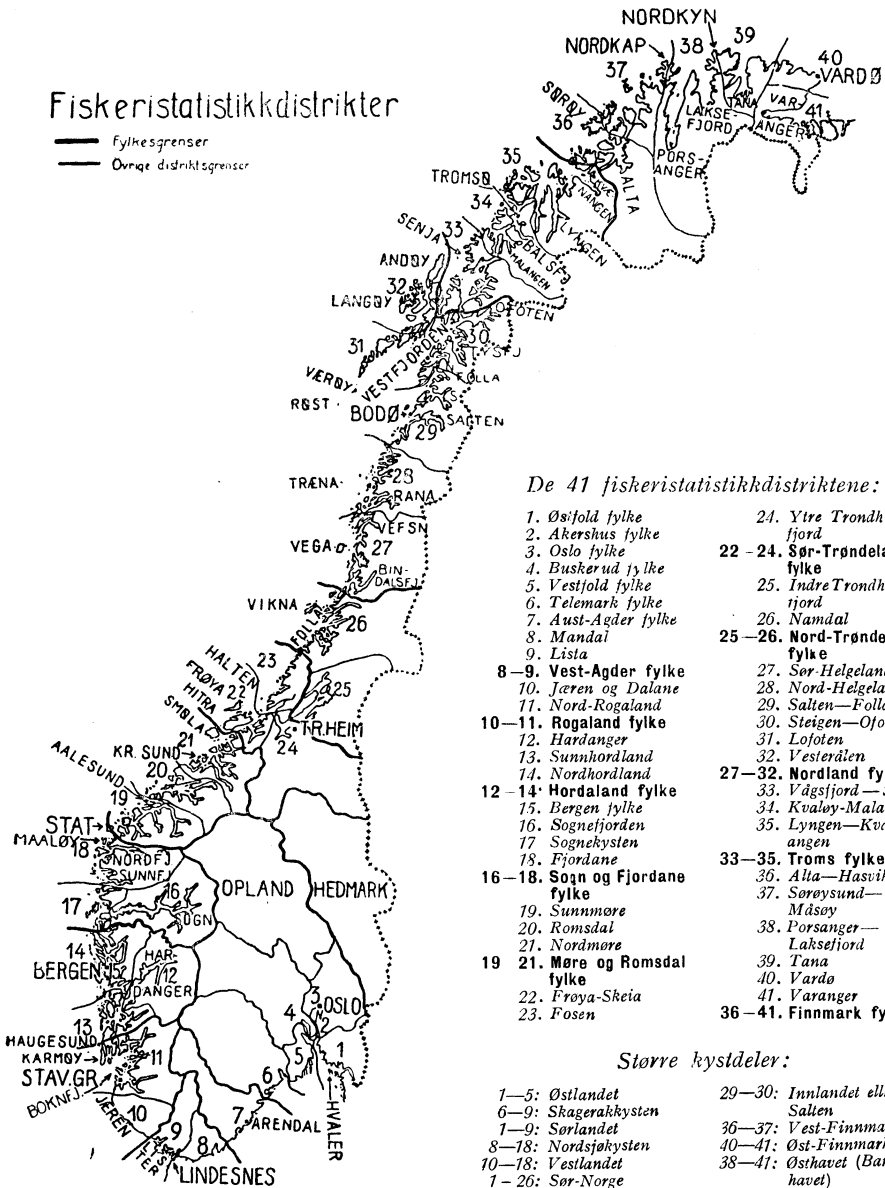 Fiskeristatistikkdistrikter
Fylkesgrenser
Övrige distriktsgrenser
NORDKYN
NORDKAP
38
39
40
VARDØ
37
SØRØY
36
TANA
VAR-
ANGER
41
LAKSE-
FJORD
PORS-
ANGER
ALTA
35
NANGEN
TROMSØ
34
LYNGEN
BALSFJ
MALANGEN
SENJA
33
ANDØY
32
LANGØY
OFOTEN
31
30
TYSFJ
VESTFJORDEN
VÆRØY
FOLLA
RØST
BODØ
SALTEN
29
28
TRÆNA
RANA
VEFSN
VEGA
27
BIN-
DALSFJ
VIKNA
26
FOLLA
23
HALTEN
FRØYA
22
HITRA
25
SMØLA
TR.HEIM
24
21
KR. SUND
20
AALESUND
19
STAT
MAALØY
18
NORDFJ
SUNNFJ
OPLAND
HEDMARK
16
17
OGN
14
BERGEN
15
HAR-
12
DANGER
13
HAUGESUND
KARMØY
11
STAV.GR
BOKNFJ.
JÆREN
10
3
OSLO
4
2
5
1
6
HVALER
7
ARENDAL
9
8
LIS-
TER
LINDESNES
De 41 fiskeristatistikkdistriktene:
1. Østfold fylke
2. Akershus fylke
3. Oslo fylke
4. Buskerud fylke
5. Vestfold fylke
6. Telemark fylke
7. Aust-Agder fylke
8. Mandal
9. Lista
8—9. Vest-Agder fylke
10. Jæren og Dalane
11. Nord-Rogaland
10—11. Rogaland fylke
12. Hardanger
13. Sunnhordland
14. Nordhordland
12-14. Hordaland fylke
15. Bergen fylke
16. Sognefjorden
17 Sognekysten
18. Fjordane
16—18. Sogn og Fjordane
fylke
19. Sunnmøre
20. Romsdal
21. Nordmøre
19 21. Møre og Romsdal
fylke
22. Frøya-Skeia
23. Fosen
24. Ytre Trondh
fjord
22-24. Sør-Trøndela
fylke
25. Indre Trondh
fjord
26. Namdal
25—26. Nord-Trønde
fylke
27. Sør-Helgelan
28. Nord-Helgela
29. Salten—Folla
30. Steigen—Ofo
31. Lofoten
32. Vesterålen
27—32. Nordland fy
33. Vågsfjord—
34. Kvaløy-Mala
35. Lyngen—Kva
angen
33—35. Troms fylke
36. Alta—Hasvik
37. Sørøysund—
Måsøy
38. Porsanger—
Laksefjord
39. Tana
40. Vardø
41. Varanger
36—41. Finnmark fy
Større kystdeler:
1—5: Østlandet
6—9: Skagerakkysten
1—9: Sørlandet
8—18: Nordsjøkysten
10—18: Vestlandet
1-26: Sør-Norge
29—30: Innlandet ell
Salten
36—37: Vest-Finnma
40—41: Øst-Finnmark
38—41: Østhavet (Bar
havet)